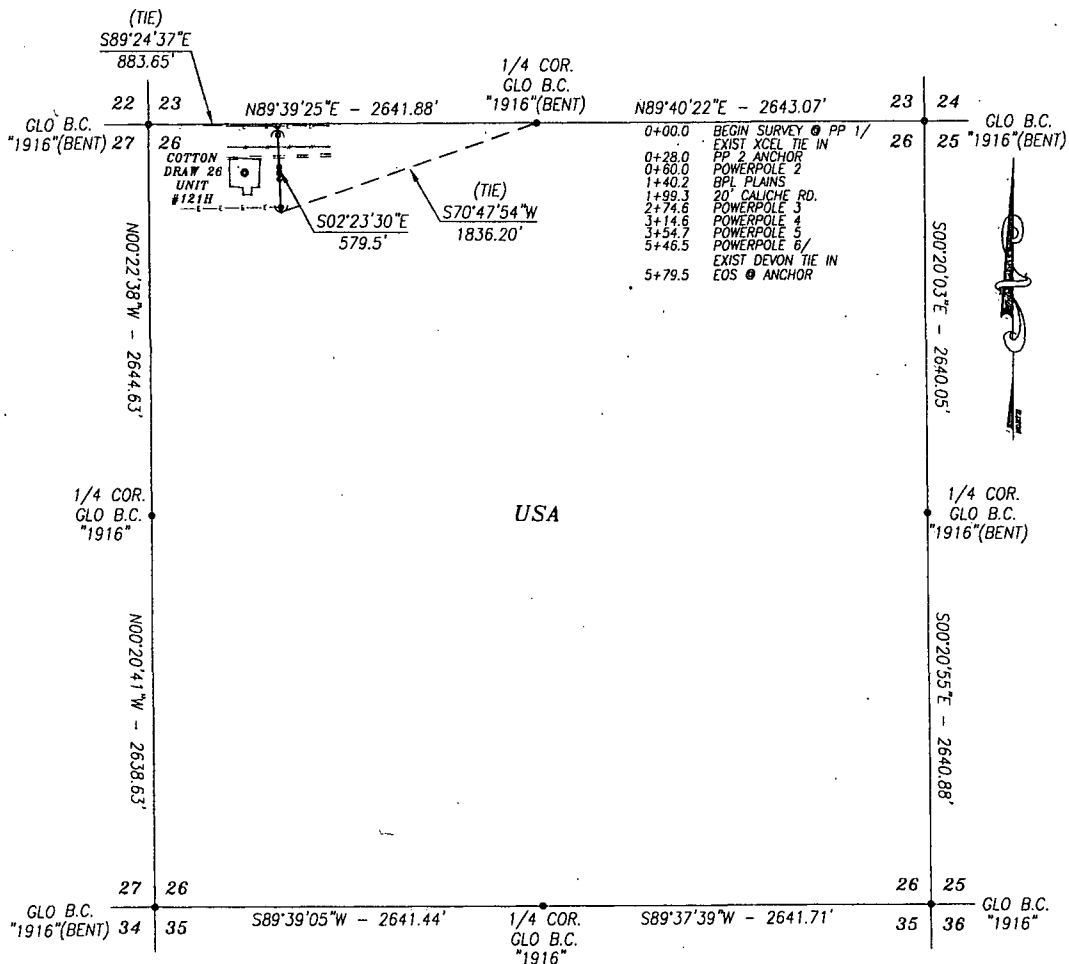 (TIE)
S89°24'37"E
883.65'
1/4 COR.
GLO B.C.
"1916"(BENT)
22 23
N89°39'25"E - 2641.88'
N89°40'22"E - 2643.07'
23 24
GLO B.C.
"1916"(BENT)
27 26
26 25
GLO B.C.
"1916"(BENT)
COTTON
DRAW 26
UNIT
#121H
0+00.0 BEGIN SURVEY @ PP 1/
EXIST XCEL TIE IN
0+28.0 PP 2 ANCHOR
0+60.0 POWERPOLE 2
1+40.2 BPL PLAINS
1+99.3 20' CALICHE RD.
2+74.6 POWERPOLE 3
3+14.6 POWERPOLE 4
3+54.7 POWERPOLE 5
5+46.5 POWERPOLE 6/
EXIST DEVON TIE IN
5+79.5 EOS @ ANCHOR
(TIE)
S70°47'54"W
1836.20'
S02°23'30"E
579.5'
N00°22'38"W - 2644.63'
S00°20'03"E - 2640.05'
1/4 COR.
GLO B.C.
"1916"
USA
1/4 COR.
GLO B.C.
"1916"(BENT)
N00°20'41"W - 2638.63'
S00°20'55"E - 2640.88'
27 26
26 25
GLO B.C.
"1916"(BENT)
34 35
S89°39'05"W - 2641.44'
1/4 COR.
GLO B.C.
"1916"
S89°37'39"W - 2641.71'
35 36
GLO B.C.
"1916"